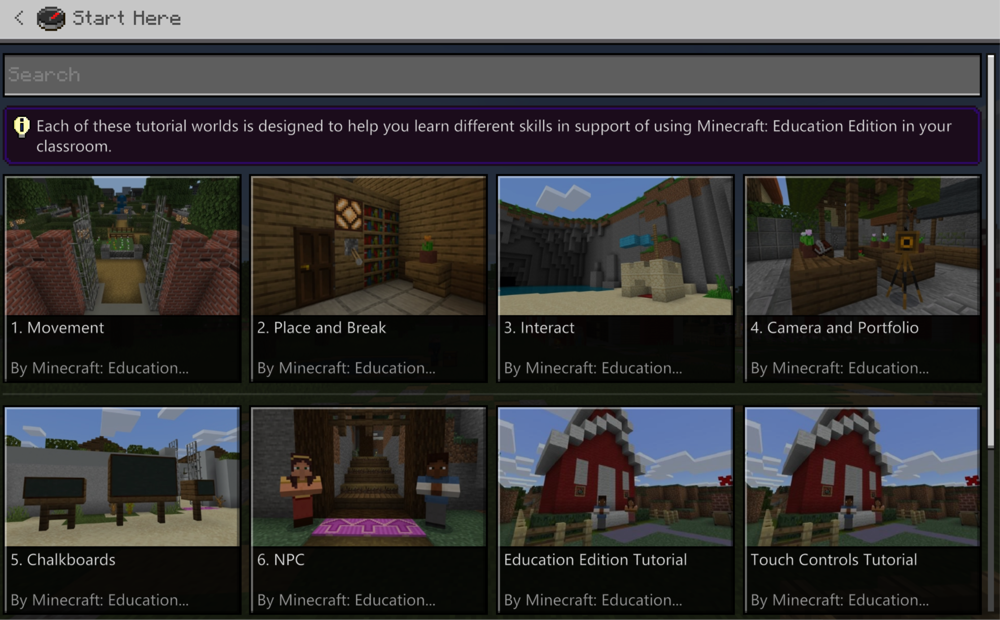 Start Here
Search
Each of these tutorial worlds is designed to help you learn different skills in support of using Minecraft: Education Edition in your
classroom.
1. Movement
By Minecraft: Education...
2. Place and Break
By Minecraft: Education...
3. Interact
By Minecraft: Education...
4. Camera and Portfolio
By Minecraft: Education...
5. Chalkboards
By Minecraft: Education...
6. NPC
By Minecraft: Education...
Education Edition Tutorial
By Minecraft: Education...
Touch Controls Tutorial
By Minecraft: Education...